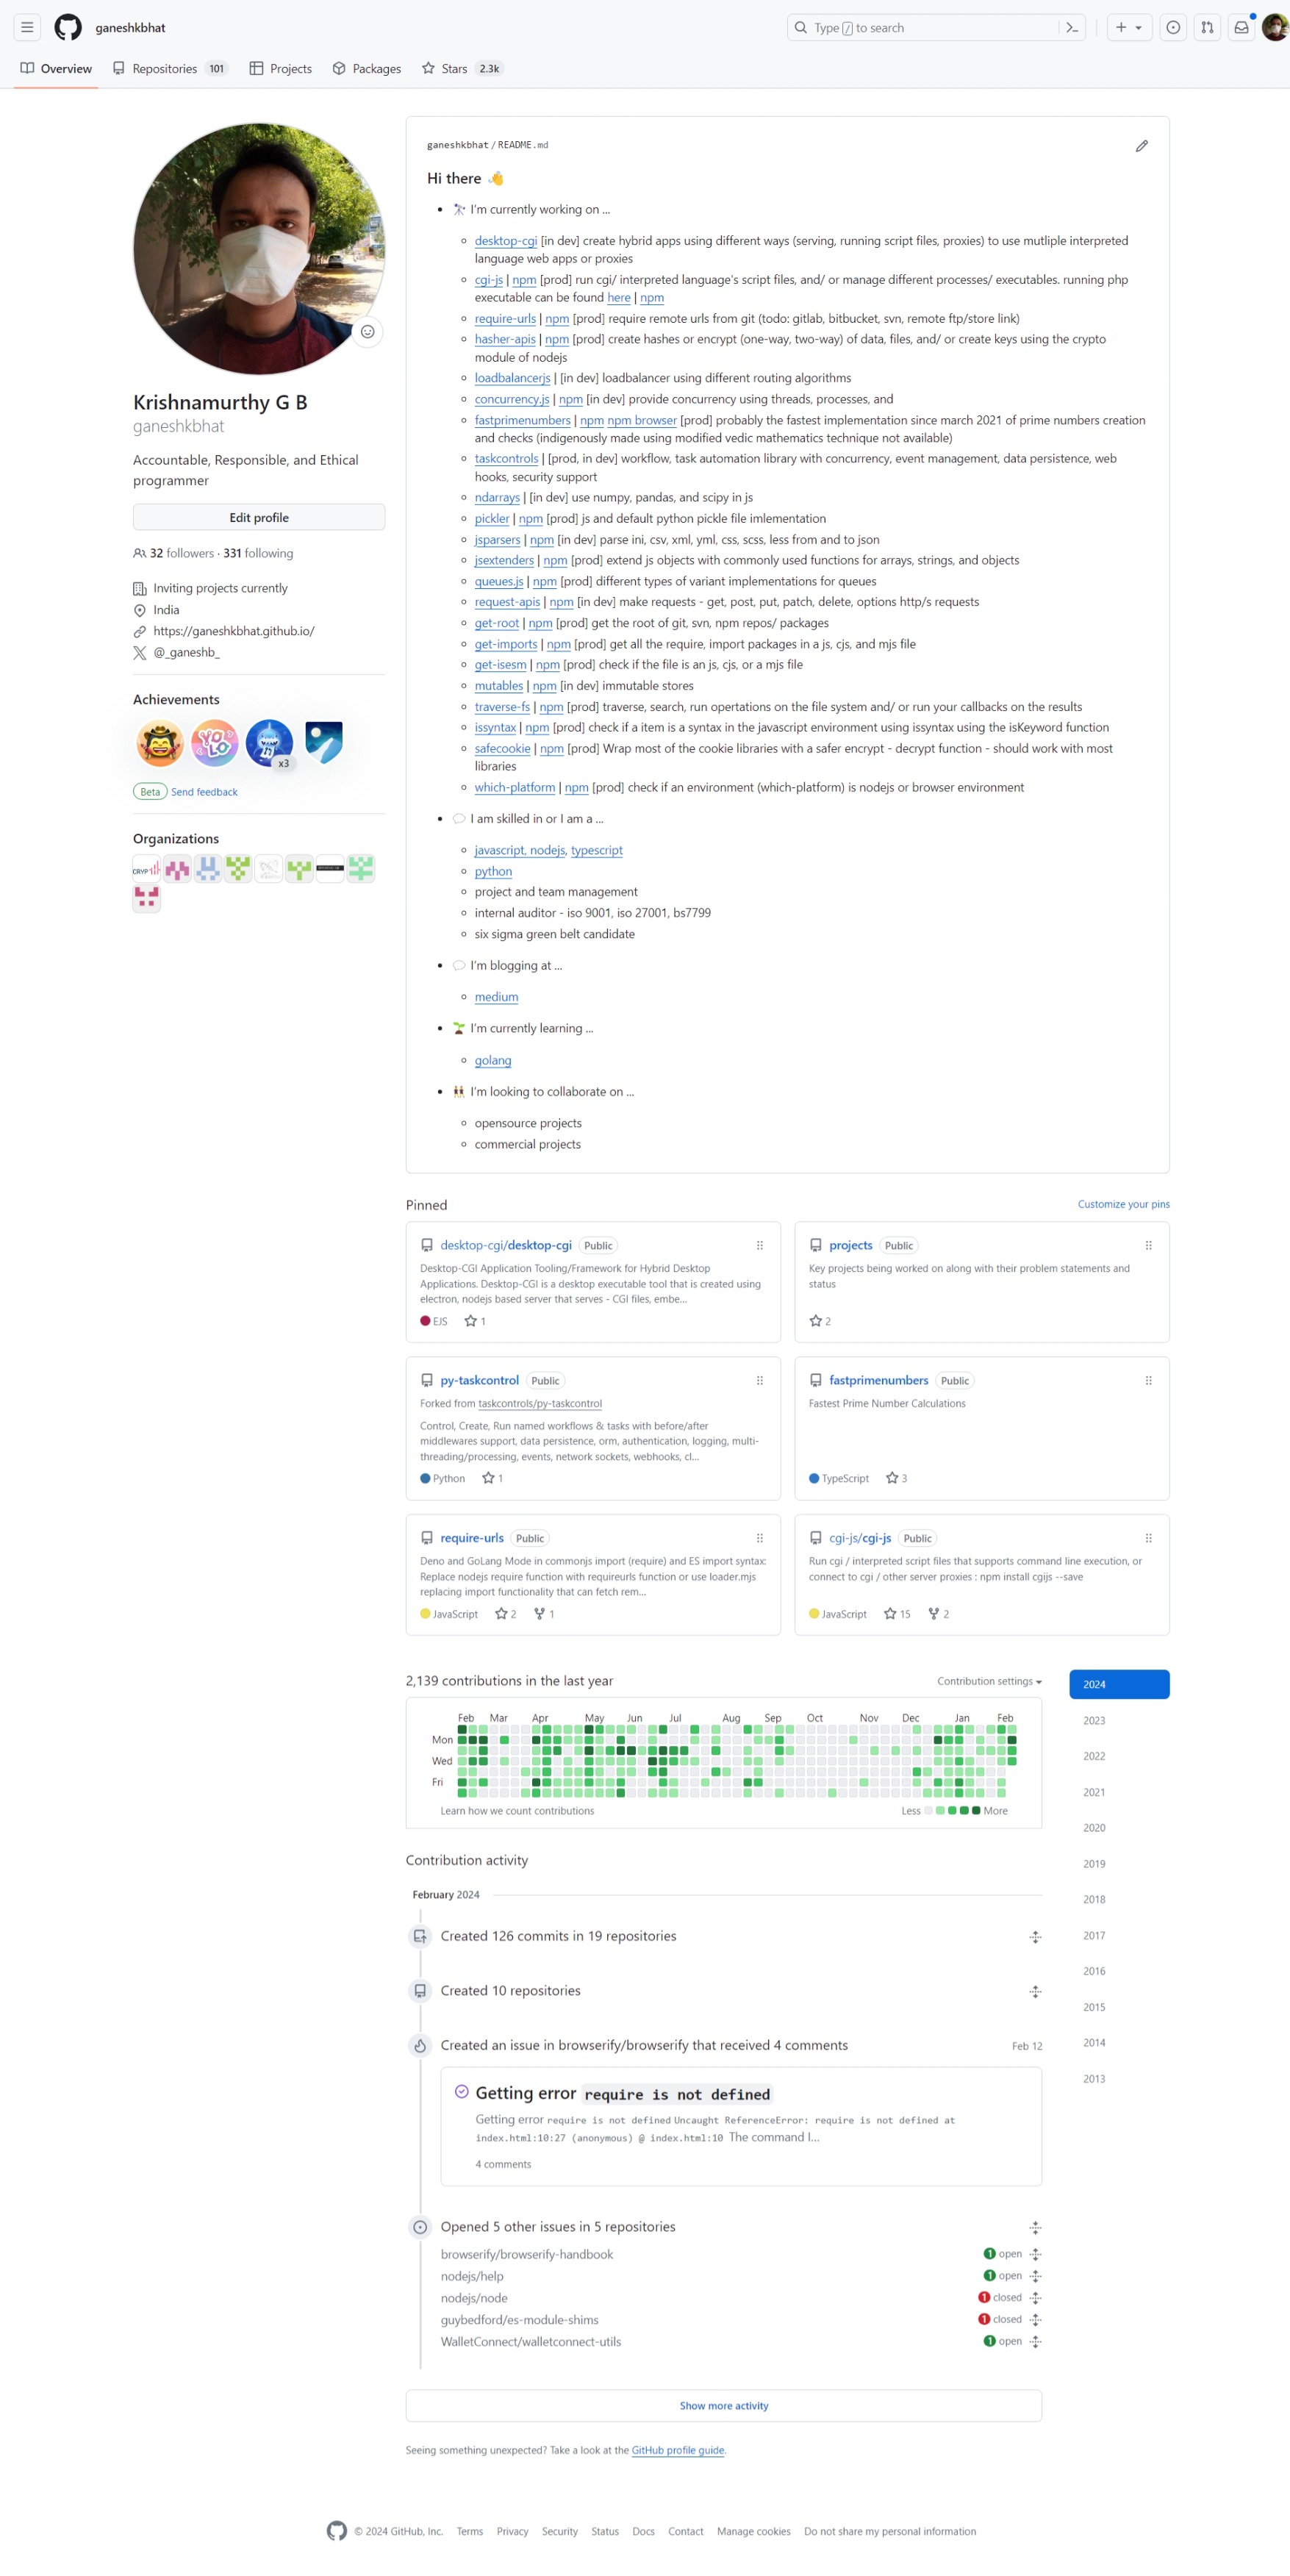 ganeshkbhat
Type / to search
Overview
Repositories 101
Projects
Packages
Stars 2.3k
Krishnamurthy G B
ganeshkbhat
Accountable, Responsible, and Ethical
programmer
Edit profile
32 followers · 331 following
Inviting projects currently
India
https://ganeshkbhat.github.io/
@_ganeshb_
Achievements
YOLO
x3
Beta Send feedback
Organizations
ganeshkbhat / README.md
Hi there 👋
I'm currently working on ...
desktop-cgi [in dev] create hybrid apps using different ways (serving, running script files, proxies) to use mutliple interpreted
language web apps or proxies
cgi-js | npm [prod] run cgi/ interpreted language's script files, and/ or manage different processes/ executables. running php
executable can be found here | npm
require-urls | npm [prod] require remote urls from git (todo: gitlab, bitbucket, svn, remote ftp/store link)
hasher-apis | npm [prod] create hashes or encrypt (one-way, two-way) of data, files, and/ or create keys using the crypto
module of nodejs
loadbalancerjs | [in dev] loadbalancer using different routing algorithms
concurrency.js | npm [in dev] provide concurrency using threads, processes, and
fastprimenumbers | npm npm browser [prod] probably the fastest implementation since march 2021 of prime numbers creation
and checks (indigenously made using modified vedic mathematics technique not available)
taskcontrols | [prod, in dev] workflow, task automation library with concurrency, event management, data persistence, web
hooks, security support
ndarrays | [in dev] use numpy, pandas, and scipy in js
pickler | npm [prod] js and default python pickle file imlementation
jsparsers | npm [in dev] parse ini, csv, xml, yml, css, scss, less from and to json
jsextenders | npm [prod] extend js objects with commonly used functions for arrays, strings, and objects
queues.js | npm [prod] different types of variant implementations for queues
request-apis | npm [in dev] make requests - get, post, put, patch, delete, options http/s requests
get-root | npm [prod] get the root of git, svn, npm repos/ packages
get-imports | npm [prod] get all the require, import packages in a js, cjs, and mjs file
get-isesm | npm [prod] check if the file is an js, cjs, or a mjs file
mutables | npm [in dev] immutable stores
traverse-fs | npm [prod] traverse, search, run opertations on the file system and/ or run your callbacks on the results
issyntax | npm [prod] check if a item is a syntax in the javascript environment using issyntax using the isKeyword function
safecookie | npm [prod] Wrap most of the cookie libraries with a safer encrypt - decrypt function - should work with most
libraries
which-platform | npm [prod] check if an environment (which-platform) is nodejs or browser environment
I am skilled in or I am a ...
javascript, nodejs, typescript
python
project and team management
internal auditor - iso 9001, iso 27001, bs7799
six sigma green belt candidate
I'm blogging at ...
medium
I'm currently learning ...
golang
I'm looking to collaborate on ...
opensource projects
commercial projects
Pinned
Customize your pins
desktop-cgi/desktop-cgi Public
Desktop-CGI Application Tooling/Framework for Hybrid Desktop
Applications. Desktop-CGI is a desktop executable tool that is created using
electron, nodejs based server that serves - CGI files, embe...
EJS 1
projects Public
Key projects being worked on along with their problem statements and
status
2
py-taskcontrol Public
Forked from taskcontrols/py-taskcontrol
Control, Create, Run named workflows & tasks with before/after
middlewares support, data persistence, orm, authentication, logging, multi-
threading/processing, events, network sockets, webhooks, cl...
Python 1
fastprimenumbers Public
Fastest Prime Number Calculations
TypeScript 3
require-urls Public
Deno and GoLang Mode in commonjs import (require) and ES import syntax:
Replace nodejs require function with requireurls function or use loader.mjs
replacing import functionality that can fetch rem...
JavaScript 2 1
cgi-js/cgi-js Public
Run cgi / interpreted script files that supports command line execution, or
connect to cgi / other server proxies : npm install cgijs --save
JavaScript 15 2
2,139 contributions in the last year
Contribution settings
Feb Mar Apr May Jun Jul Aug Sep Oct Nov Dec Jan Feb
Mon
Wed
Fri
Learn how we count contributions
Less More
2024
2023
2022
2021
2020
2019
2018
2017
2016
2015
2014
2013
Contribution activity
February 2024
Created 126 commits in 19 repositories
Created 10 repositories
Created an issue in browserify/browserify that received 4 comments
Feb 12
Getting error require is not defined
Getting error require is not defined Uncaught ReferenceError: require is not defined at
index.html:10:27 (anonymous) @ index.html:10 The command I...
4 comments
Opened 5 other issues in 5 repositories
browserify/browserify-handbook 1 open
nodejs/help 1 open
nodejs/node 1 closed
guybedford/es-module-shims 1 closed
WalletConnect/walletconnect-utils 1 open
Show more activity
Seeing something unexpected? Take a look at the GitHub profile guide.
© 2024 GitHub, Inc. Terms Privacy Security Status Docs Contact Manage cookies Do not share my personal information